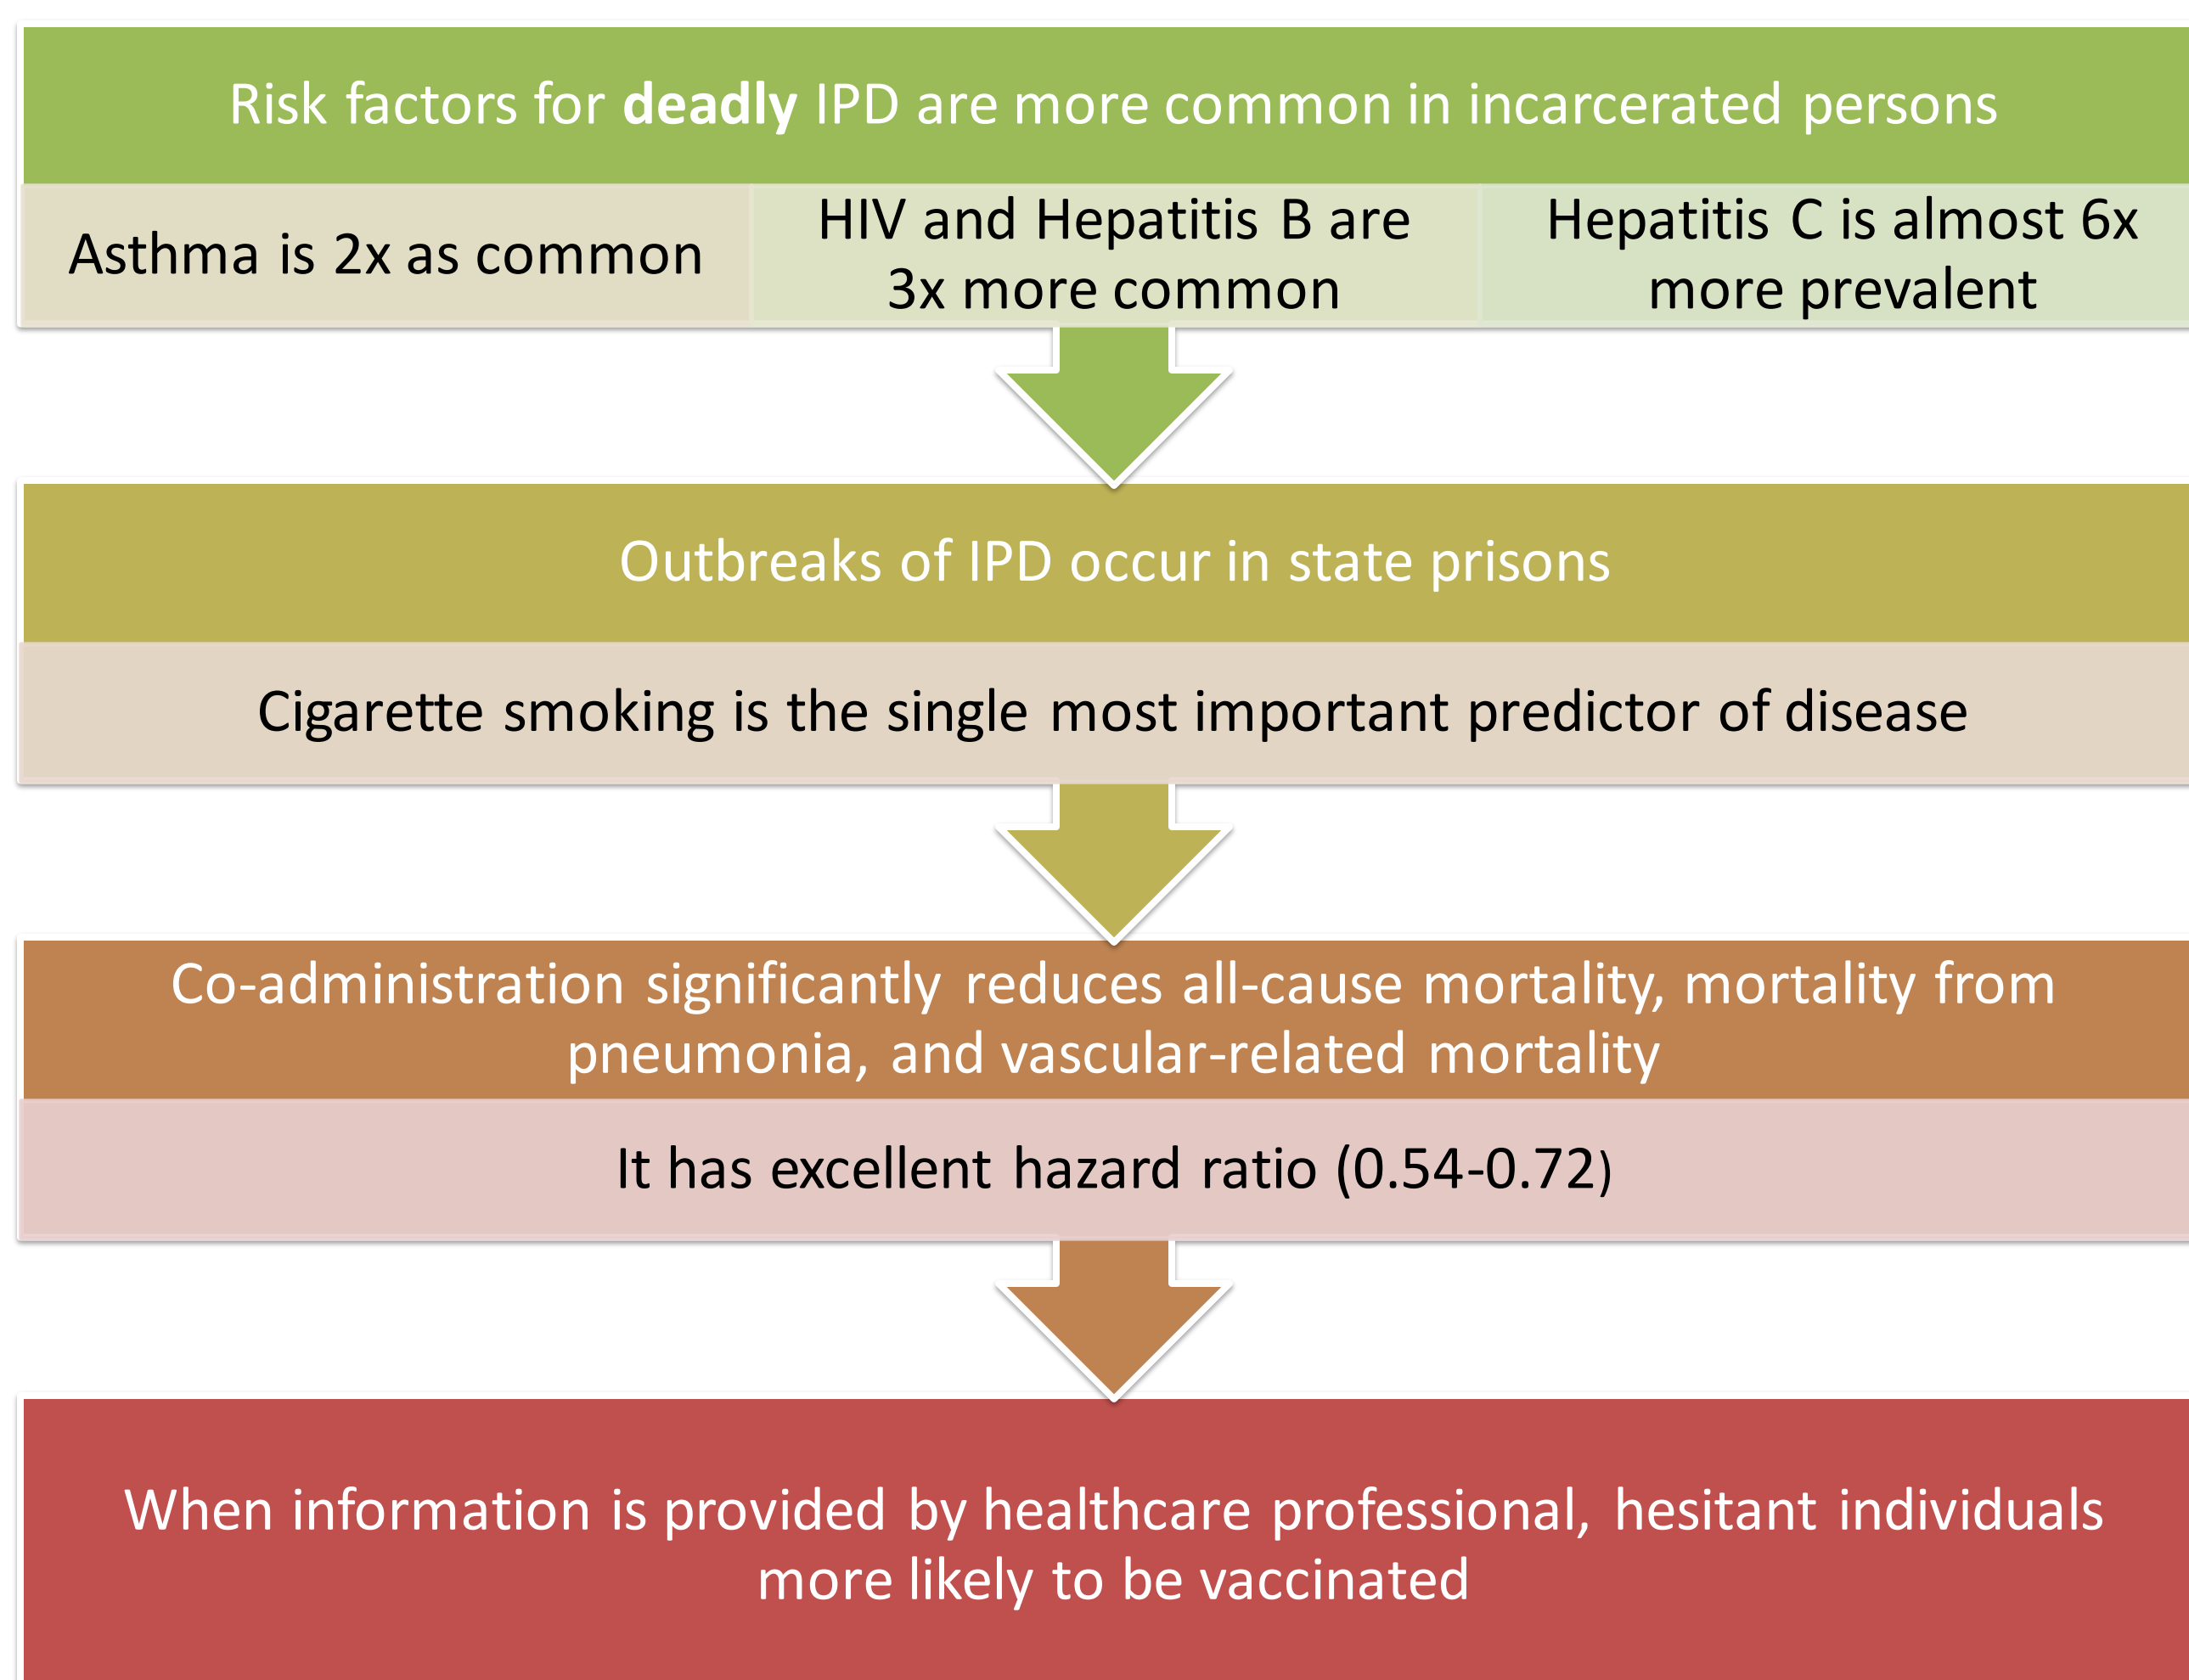 Risk factors for deadly IPD are more common in incarcerated persons
Asthma is 2x as common
HIV and Hepatitis B are
3x more common
Hepatitis C is almost 6x
more prevalent
Outbreaks of IPD occur in state prisons
Cigarette smoking is the single most important predictor of disease
Co-administration significantly reduces all-cause mortality, mortality from
pneumonia, and vascular-related mortality
It has excellent hazard ratio (0.54-0.72)
When information is provided by healthcare professional, hesitant individuals
more likely to be vaccinated